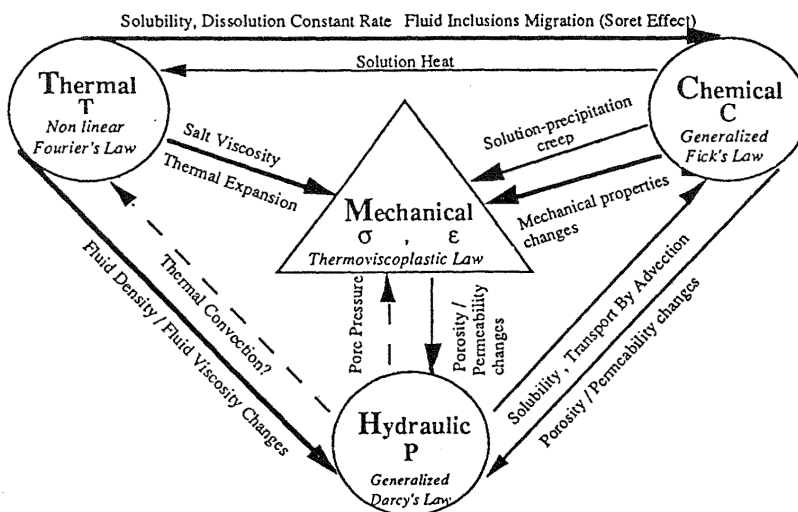 Solubility, Dissolution Constant Rate Fluid Inclusions Migration (Soret Effect)
Solution Heat
Thermal
T
Non linear
Fourier's Law
Chemical
C
Generalized
Fick's Law
Salt Viscosity
Thermal Expansion
Solution-precipitation
creep
Mechanical properties
changes
Mechanical
σ , ε
Thermoviscoplastic Law
Fluid Density / Fluid Viscosity Changes
Thermal Convection?
Pore Pressure
Porosity /
Permeability
changes
Solubility , Transport By Advection
Porosity / Permeability changes
Hydraulic
P
Generalized
Darcy's Law